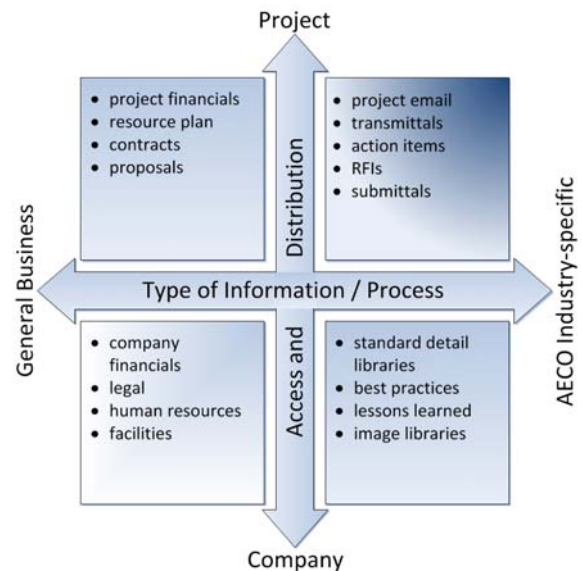 Project
• project financials
• resource plan
• contracts
• proposals
• project email
• transmittals
• action items
• RFIs
• submittals
Distribution
General Business
Type of Information / Process
AECO Industry-specific
• company
financials
• legal
• human resources
• facilities
Access and
• standard detail
libraries
• best practices
• lessons learned
• image libraries
Company